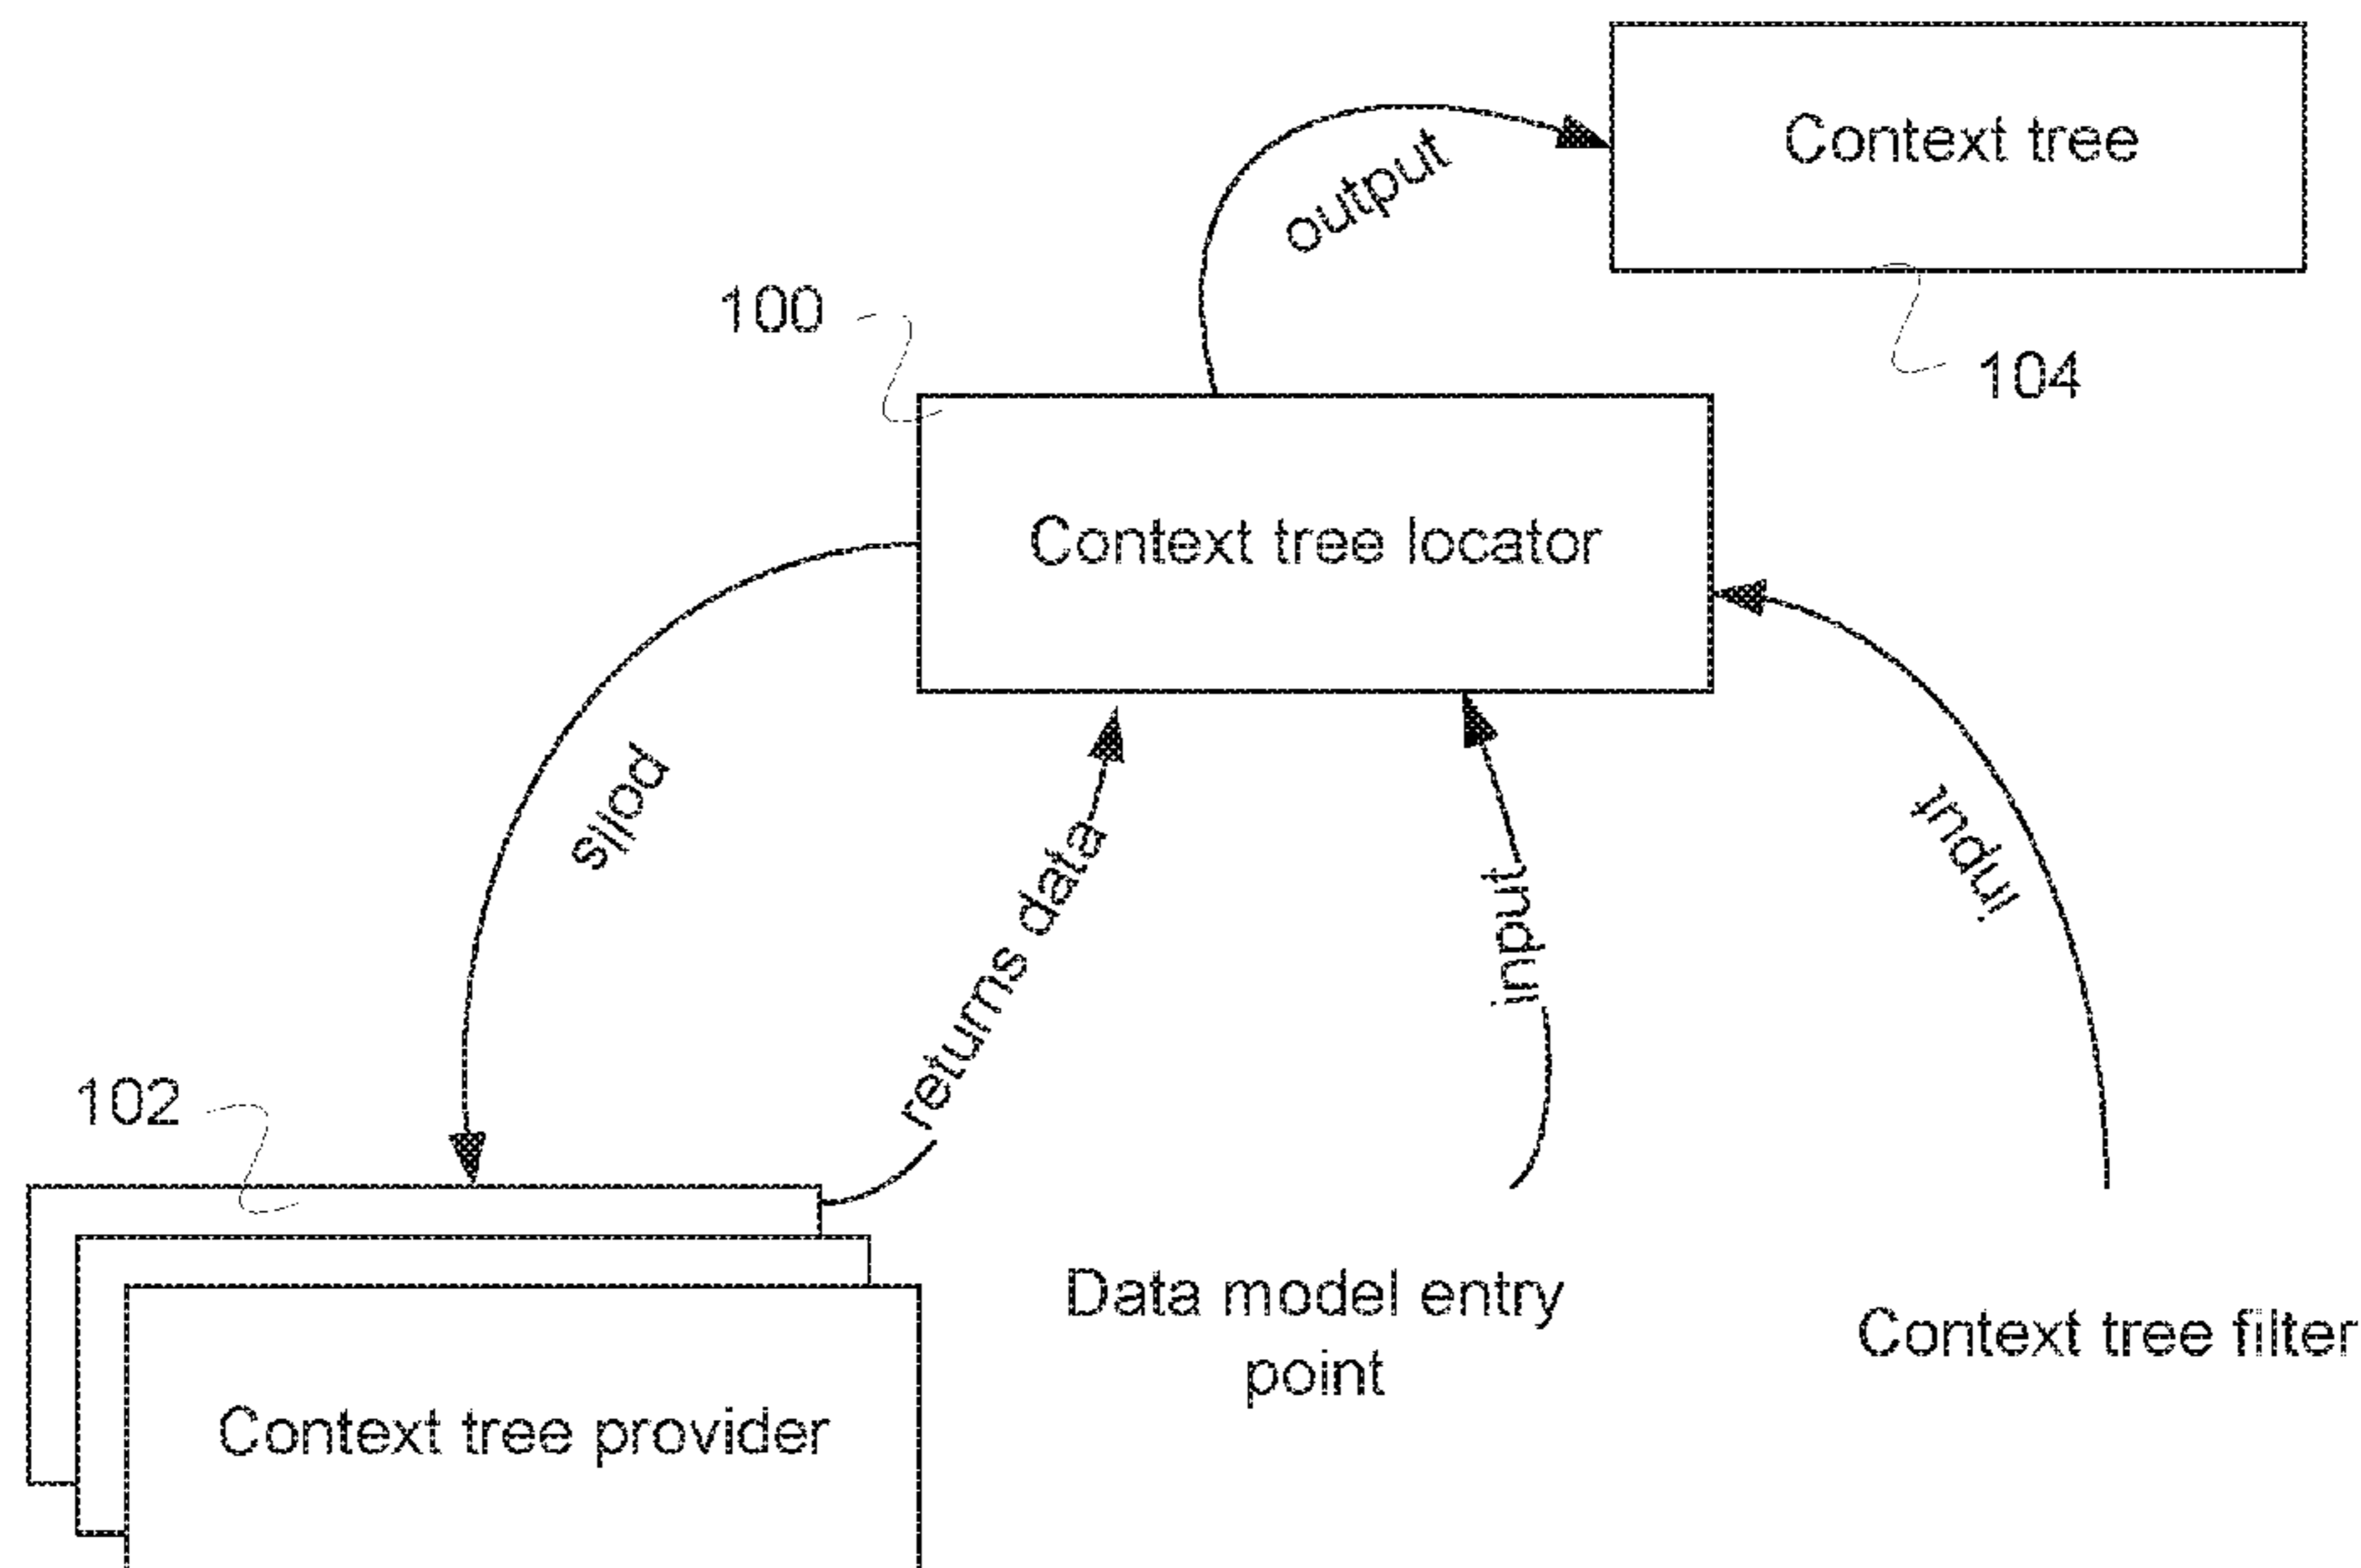 Context tree
output
100
104
Context tree locator
polls
returns data
input
input
102
Data model entry
point
Context tree filter
Context tree provider